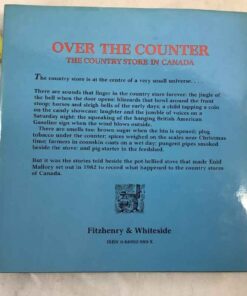 OVER THE COUNTER
THE COUNTRY STORE IN CANADA
The country store is at the centre of a very small universe. . . .
There are sounds that linger in the country store forever: the jingle of
the bell when the door opens; blizzards that howl around the front
stoop; horses and sleigh bells of the early days; a child tapping a coin
on the candy showcase; laughter and the jumble of voices on a
Saturday night; the squeaking of the hanging British American
Gasoline sign when the wind blows outside.
There are smells too: brown sugar when the bin is opened; plug
tobacco under the counter; spices weighed on the scales near Christmas
time; farmers in coonskin coats on a wet day; pungent pipes smoked
beside the stove; and pig-starter in the feedshed.
But it was the stories told beside the pot-bellied stove that made Enid
Mallory set out in 1982 to record what happened to the country stores
of Canada.
Fitzhenry & Whiteside
ISBN